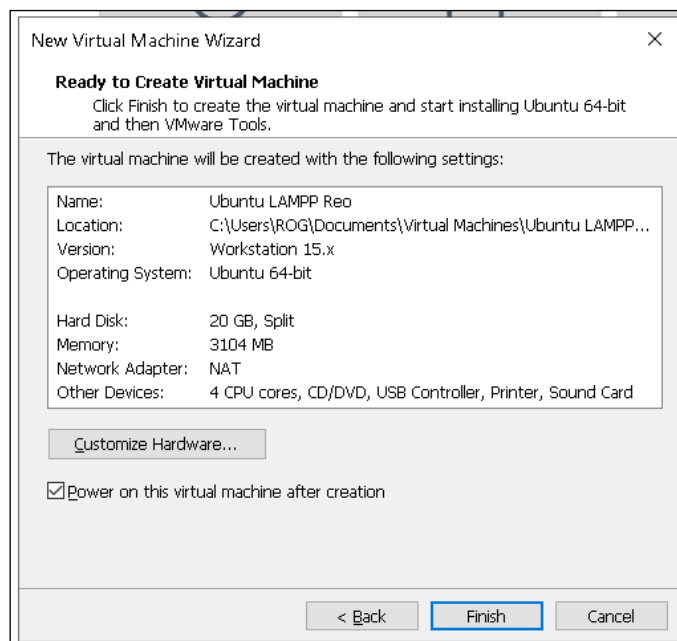 New Virtual Machine Wizard
Ready to Create Virtual Machine
Click Finish to create the virtual machine and start installing Ubuntu 64-bit
and then VMware Tools.
The virtual machine will be created with the following settings:
Name: Ubuntu LAMPP Reo
Location: C:\Users\ROG\Documents\Virtual Machines\Ubuntu LAMPP...
Version: Workstation 15.x
Operating System: Ubuntu 64-bit
Hard Disk: 20 GB, Split
Memory: 3104 MB
Network Adapter: NAT
Other Devices: 4 CPU cores, CD/DVD, USB Controller, Printer, Sound Card
Customize Hardware...
Power on this virtual machine after creation
< Back Finish Cancel